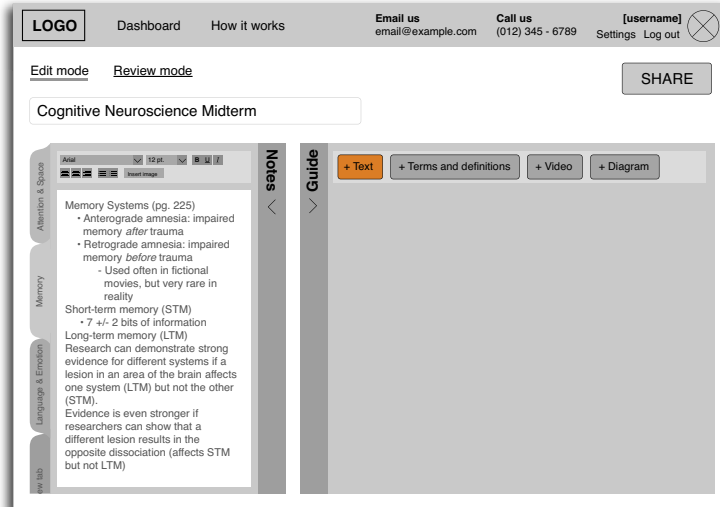 LOGO
Dashboard
How it works
Email us
email@example.com
Call us
(012) 345 - 6789
[username]
Settings Log out
Edit mode
Review mode
SHARE
Cognitive Neuroscience Midterm
Attention & Space
Memory
Language & Emotion
ew tab
Arial
12 pt.
B U I
Insert image
Memory Systems (pg. 225)
• Anterograde amnesia: impaired
memory after trauma
• Retrograde amnesia: impaired
memory before trauma
- Used often in fictional
movies, but very rare in
reality
Short-term memory (STM)
• 7 +/- 2 bits of information
Long-term memory (LTM)
Research can demonstrate strong
evidence for different systems if a
lesion in an area of the brain affects
one system (LTM) but not the other
(STM).
Evidence is even stronger if
researchers can show that a
different lesion results in the
opposite dissociation (affects STM
but not LTM)
Notes
Guide
+ Text
+ Terms and definitions
+ Video
+ Diagram